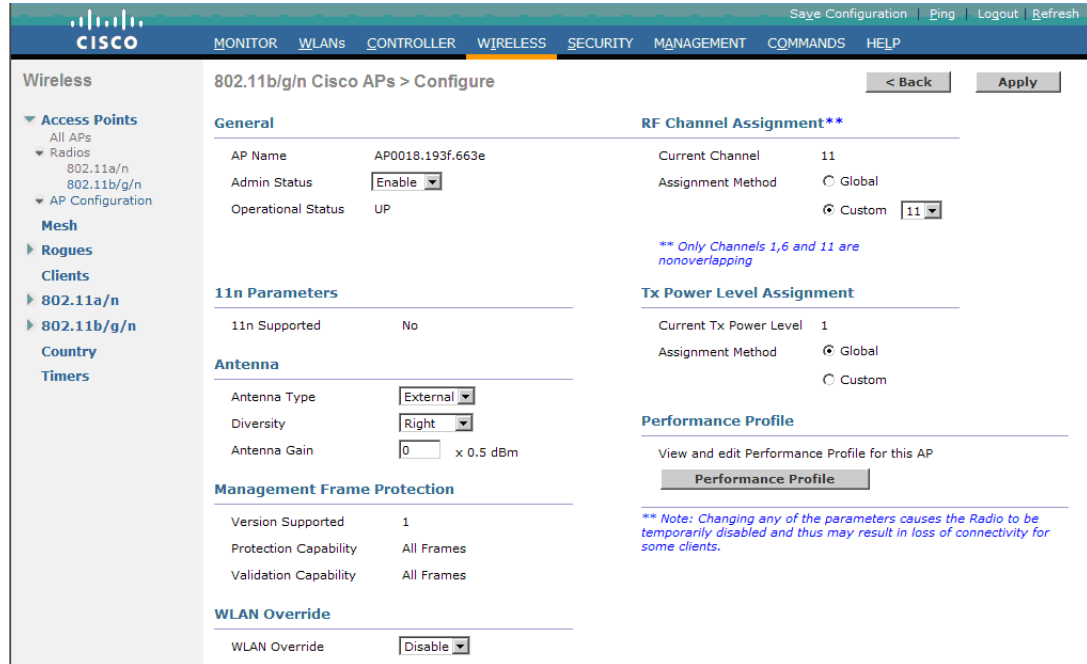 Save Configuration | Ping | Logout | Refresh
CISCO
MONITOR WLANs CONTROLLER WIRELESS SECURITY MANAGEMENT COMMANDS HELP
Wireless
Access Points
All APs
Radios
802.11a/n
802.11b/g/n
AP Configuration
Mesh
Rogues
Clients
802.11a/n
802.11b/g/n
Country
Timers
802.11b/g/n Cisco APs > Configure
< Back
Apply
General
AP Name AP0018.193f.663e
Admin Status Enable
Operational Status UP
11n Parameters
11n Supported No
Antenna
Antenna Type External
Diversity Right
Antenna Gain 0 x 0.5 dBm
Management Frame Protection
Version Supported 1
Protection Capability All Frames
Validation Capability All Frames
WLAN Override
WLAN Override Disable
RF Channel Assignment**
Current Channel 11
Assignment Method Global
Custom 11
** Only Channels 1,6 and 11 are
nonoverlapping
Tx Power Level Assignment
Current Tx Power Level 1
Assignment Method Global
Custom
Performance Profile
View and edit Performance Profile for this AP
Performance Profile
** Note: Changing any of the parameters causes the Radio to be
temporarily disabled and thus may result in loss of connectivity for
some clients.